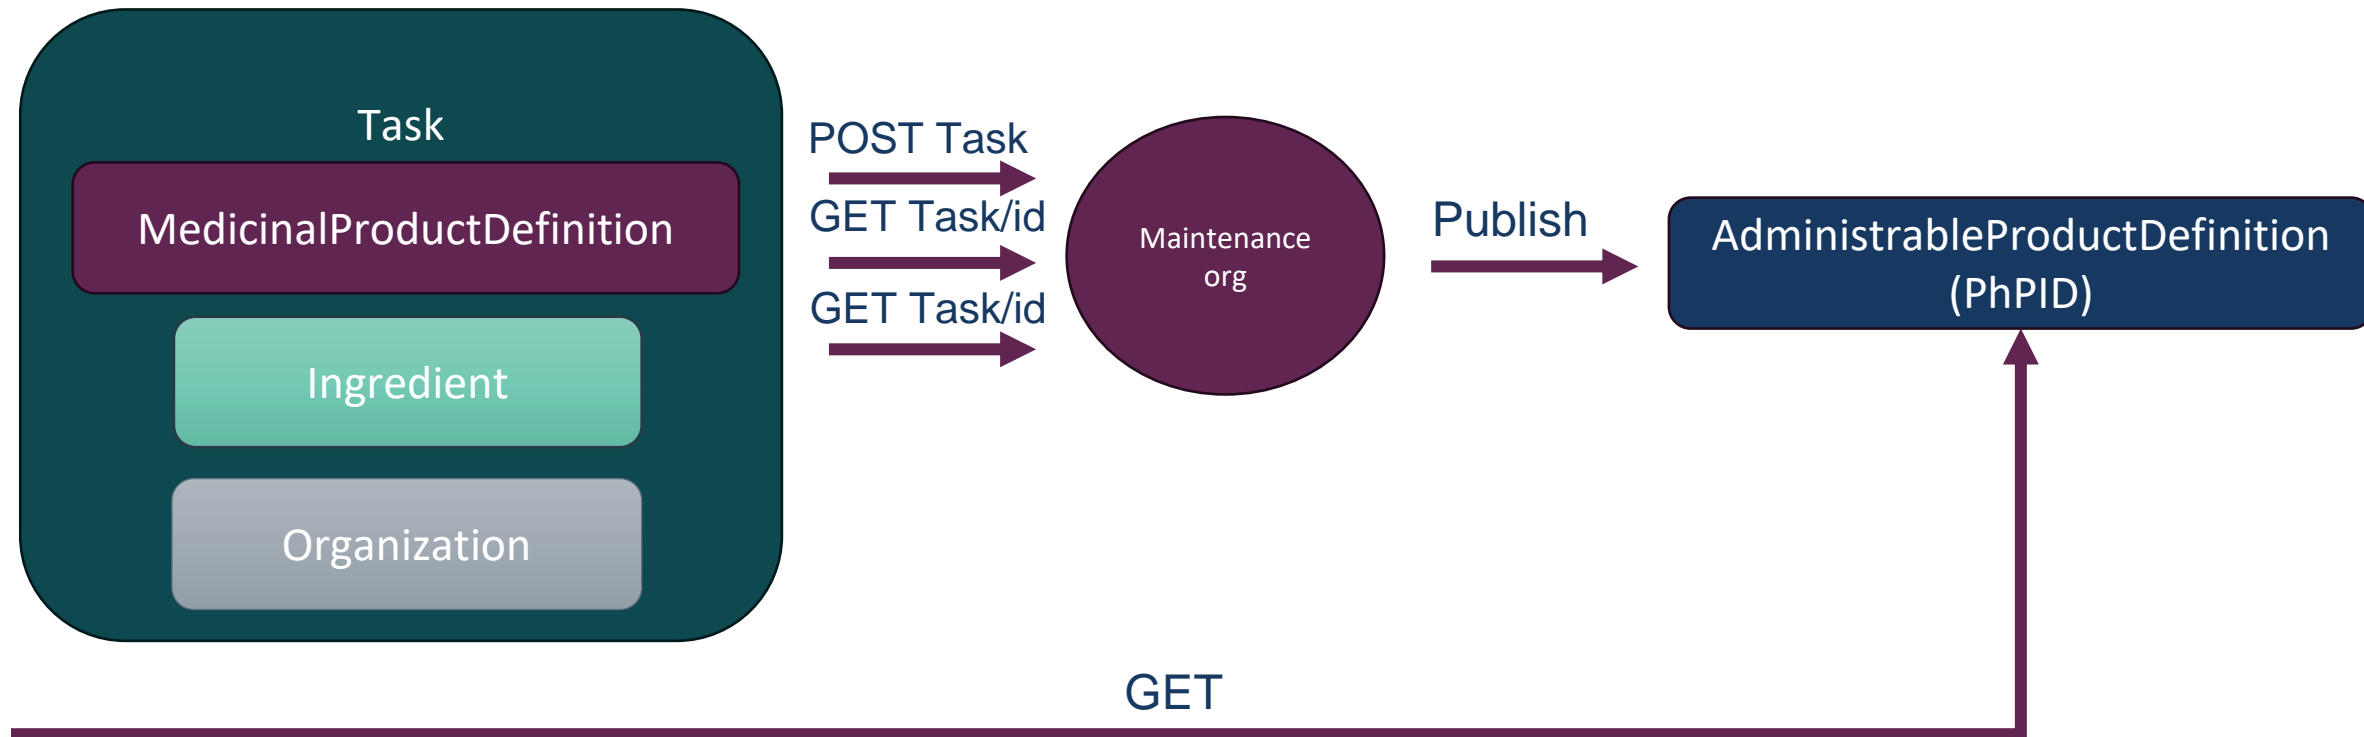 Task
MedicinalProductDefinition
Ingredient
Organization
POST Task
GET Task/id
GET Task/id
Maintenance
org
Publish
AdministrableProductDefinition
(PhPID)
GET